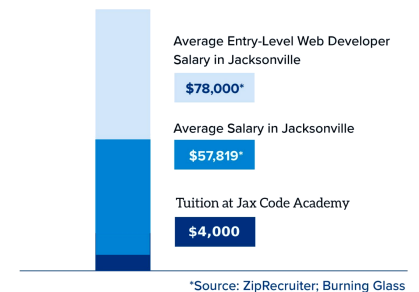 Average Entry-Level Web Developer
Salary in Jacksonville
$78,000*
Average Salary in Jacksonville
$57,819*
Tuition at Jax Code Academy
$4,000
*Source: ZipRecruiter; Burning Glass